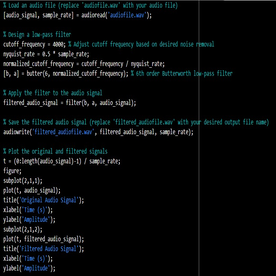 % Load an audio file (replace 'audiofile.wav' with your audio file)
[audio_signal, sample_rate] = audioread('audiofile.wav');
% Design a low-pass filter
cutoff_frequency = 4000; % Adjust cutoff frequency based on desired noise removal
nyquist_rate = 0.5 * sample_rate;
normalized_cutoff_frequency = cutoff_frequency / nyquist_rate;
[b, a] = butter(6, normalized_cutoff_frequency); % 6th order Butterworth low-pass filter
% Apply the filter to the audio signal
filtered_audio_signal = filter(b, a, audio_signal);
% Save the filtered audio signal (replace 'filtered_audiofile.wav' with your desired output file name)
audiowrite('filtered_audiofile.wav', filtered_audio_signal, sample_rate);
% Plot the original and filtered signals
t = (0:length(audio_signal)-1) / sample_rate;
figure;
subplot(2,1,1);
plot(t, audio_signal);
title('Original Audio Signal');
xlabel('Time (s)');
ylabel('Amplitude');
subplot(2,1,2);
plot(t, filtered_audio_signal);
title('Filtered Audio Signal');
xlabel('Time (s)');
ylabel('Amplitude');